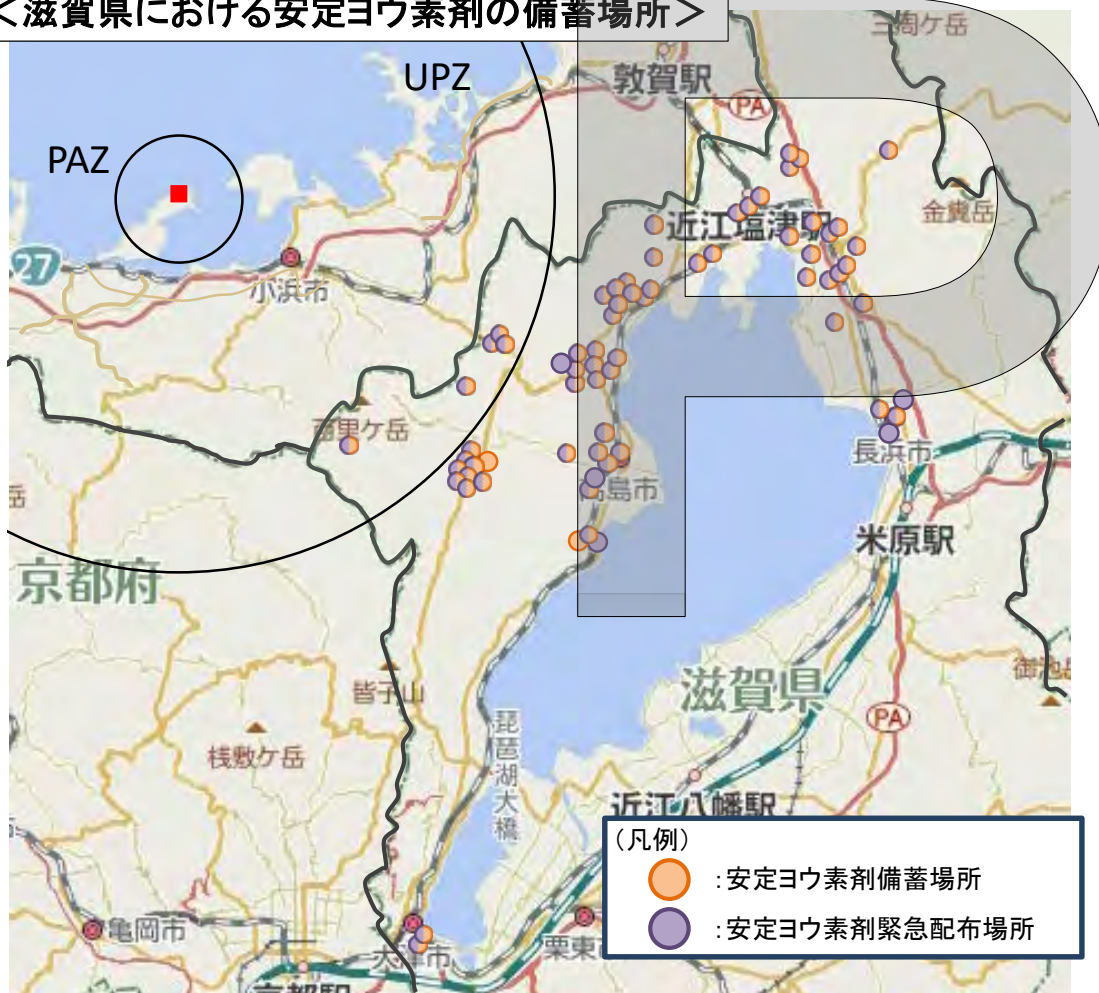 ＜滋賀県における安定ヨウ素剤の備蓄場所＞
三周ケ岳
UPZ
敦賀駅
PA
PAZ
近江塩津駅
金糞岳
27
小浜市
百里ケ岳
長浜市
岳
高島市
米原駅
京都府
皆子山
滋賀県
御池岳
PA
琵琶湖大橋
桟敷ケ岳
近江八幡駅
(凡例)
:安定ヨウ素剤備蓄場所
:安定ヨウ素剤緊急配布場所
亀岡市
大津市
栗東
京都駅
P